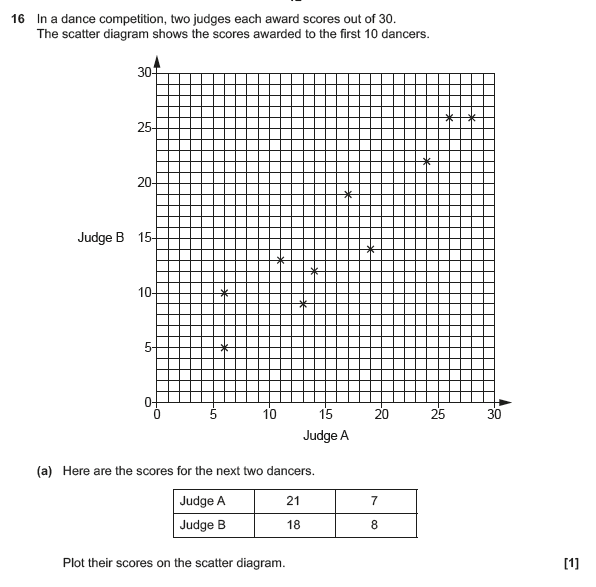 16 In a dance competition, two judges each award scores out of 30.
The scatter diagram shows the scores awarded to the first 10 dancers.
30
25
20
Judge B 15
10
5
0
0 5 10 15 20 25 30
Judge A
(a) Here are the scores for the next two dancers.
Judge A 21 7
Judge B 18 8
Plot their scores on the scatter diagram. [1]